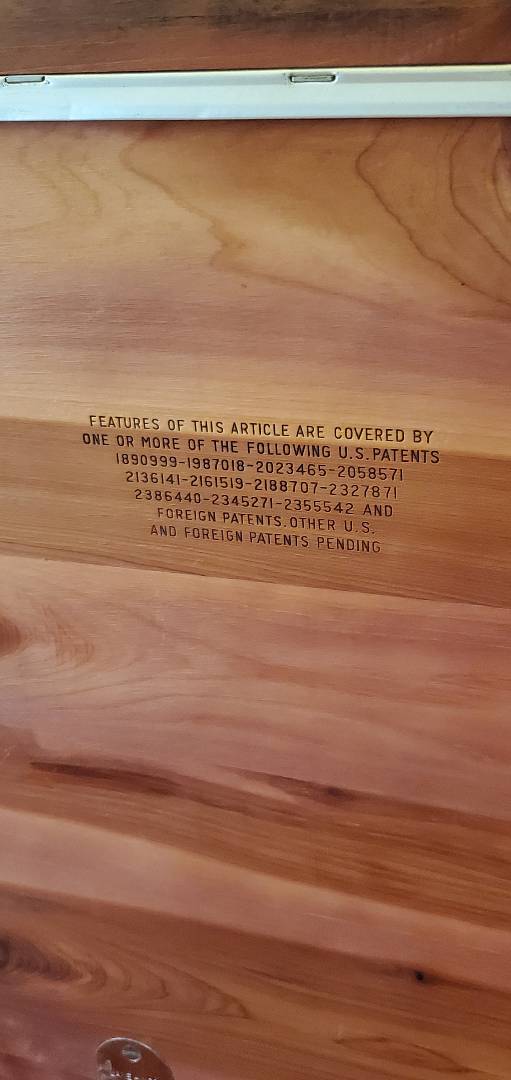 FEATURES OF THIS ARTICLE ARE COVERED BY
ONE OR MORE OF THE FOLLOWING U.S. PATENTS
1890999-1987018-2023465-2058571
2136141-2161519-2188707-2327871
2386440-2345271-2355542 AND
FOREIGN PATENTS. OTHER U.S.
AND FOREIGN PATENTS PENDING